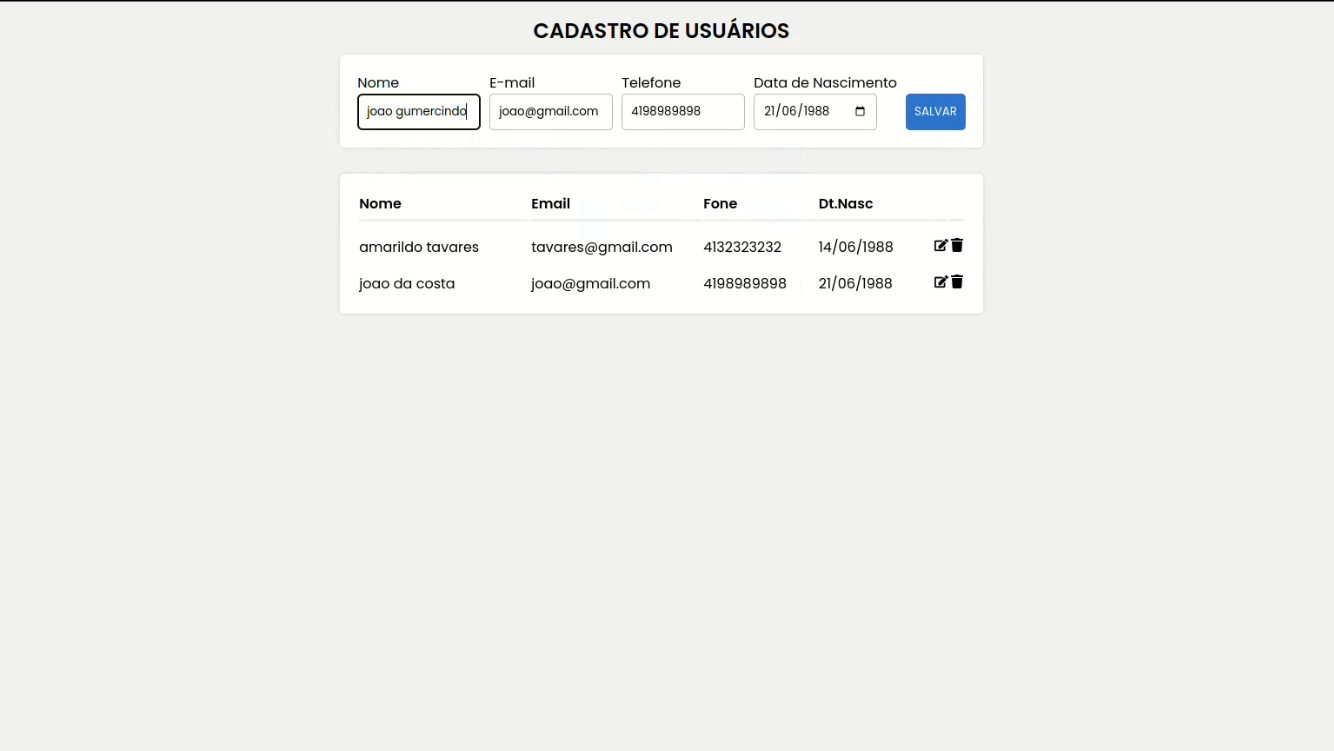 CADASTRO DE USUÁRIOS
Nome E-mail Telefone Data de Nascimento
joao gumercindo joao@gmail.com 4198989898 21/06/1988 SALVAR
Nome Email Fone Dt.Nasc
amarildo tavares tavares@gmail.com 4132323232 14/06/1988
joao da costa joao@gmail.com 4198989898 21/06/1988